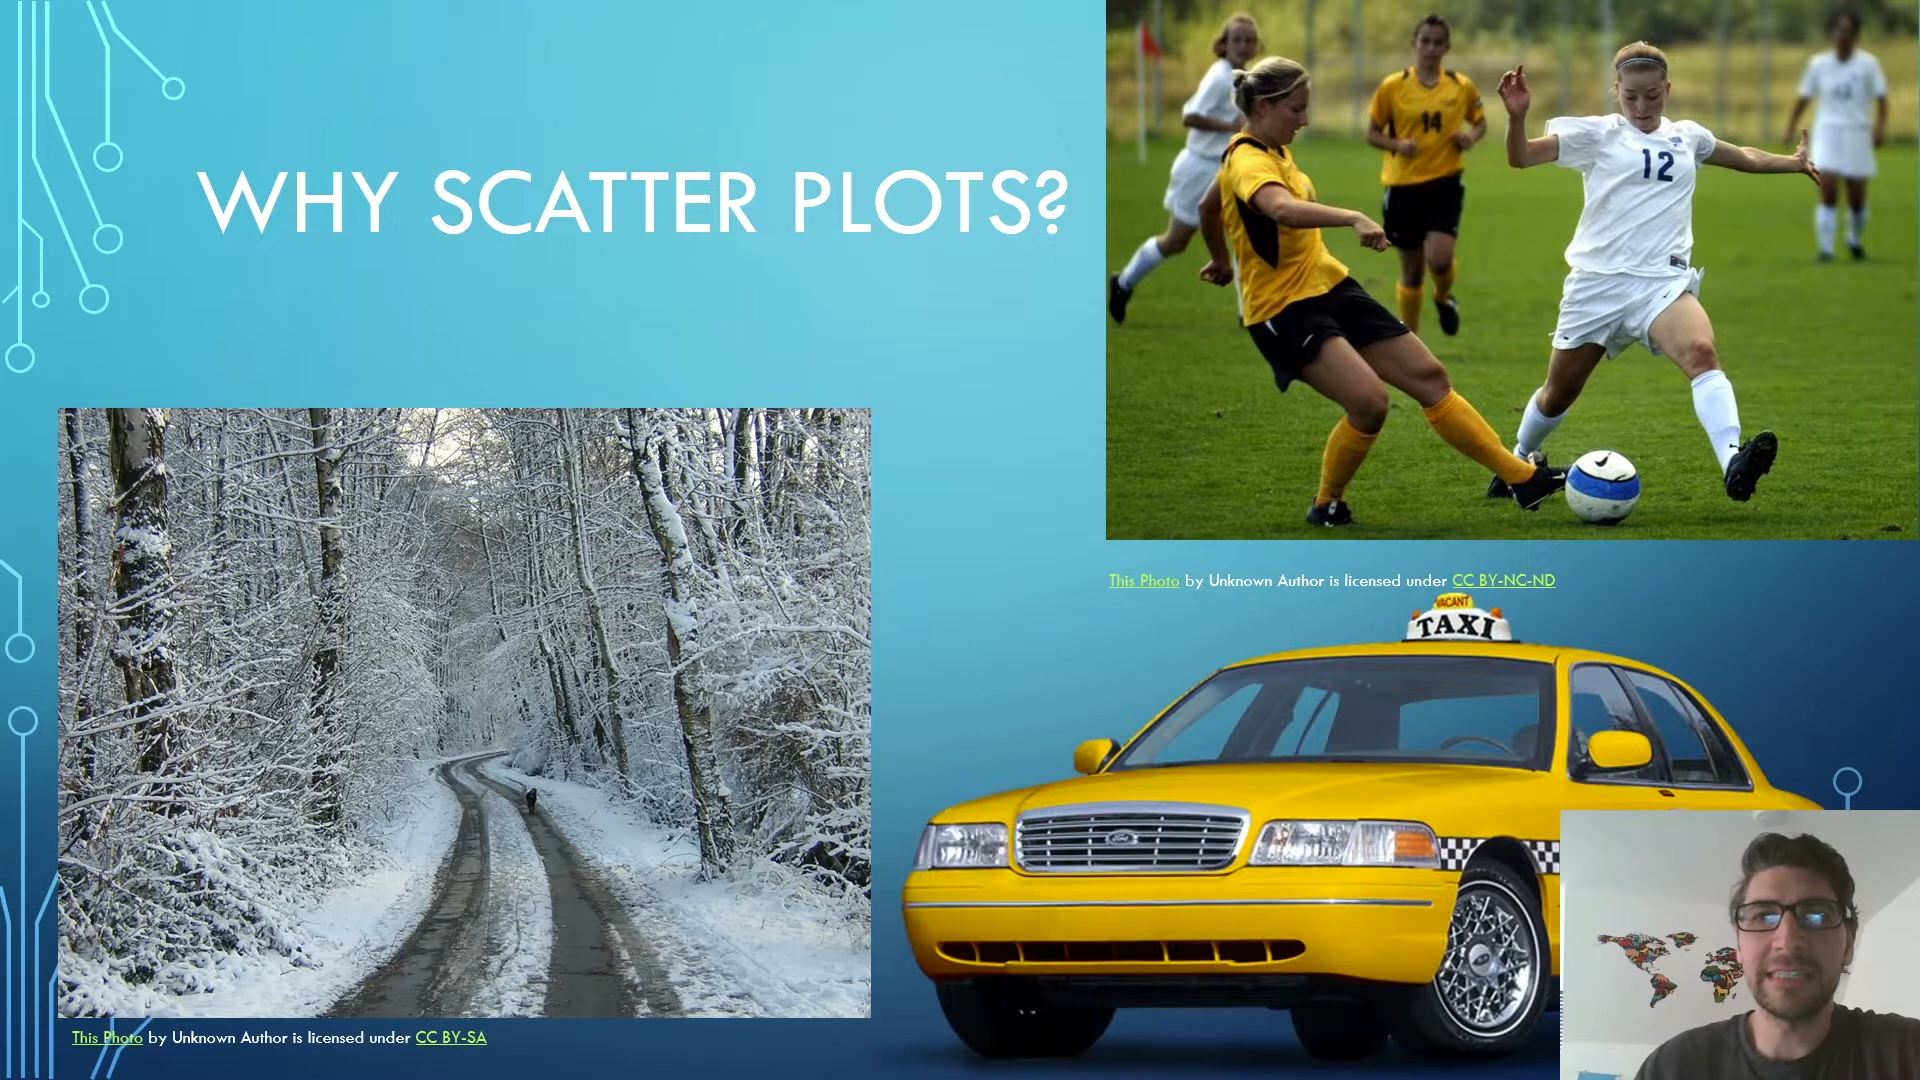 WHY SCATTER PLOTS?
14
12
This Photo by Unknown Author is licensed under CC BY-NC-ND
VACANT
TAXI
Ford
This Photo by Unknown Author is licensed under CC BY-SA